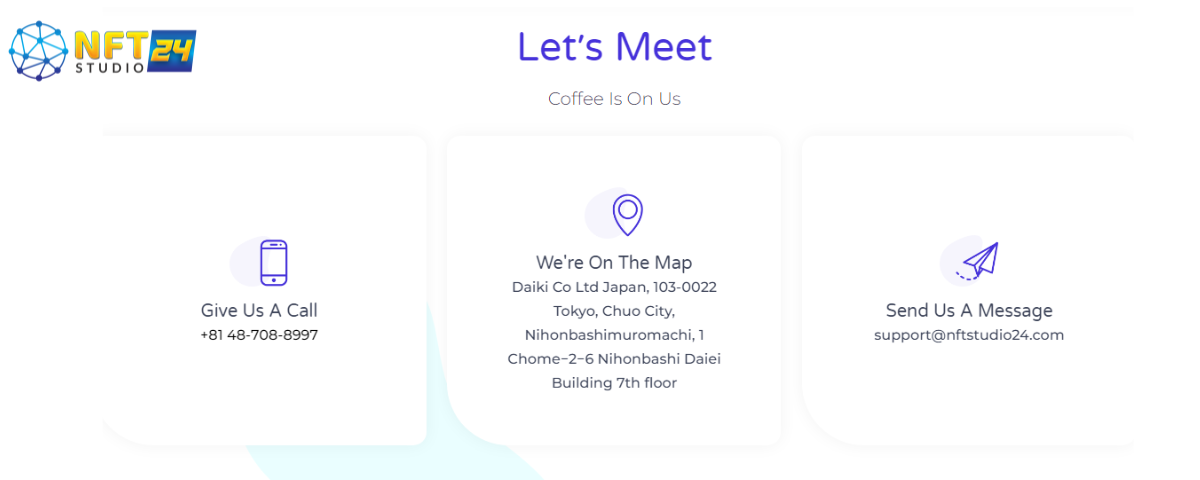 NFT 24
STUDIO
Let's Meet
Coffee Is On Us
Give Us A Call
+81 48-708-8997
We're On The Map
Daiki Co Ltd Japan, 103-0022
Tokyo, Chuo City,
Nihonbashimuromachi, 1
Chome−2−6 Nihonbashi Daiei
Building 7th floor
Send Us A Message
support@nftstudio24.com